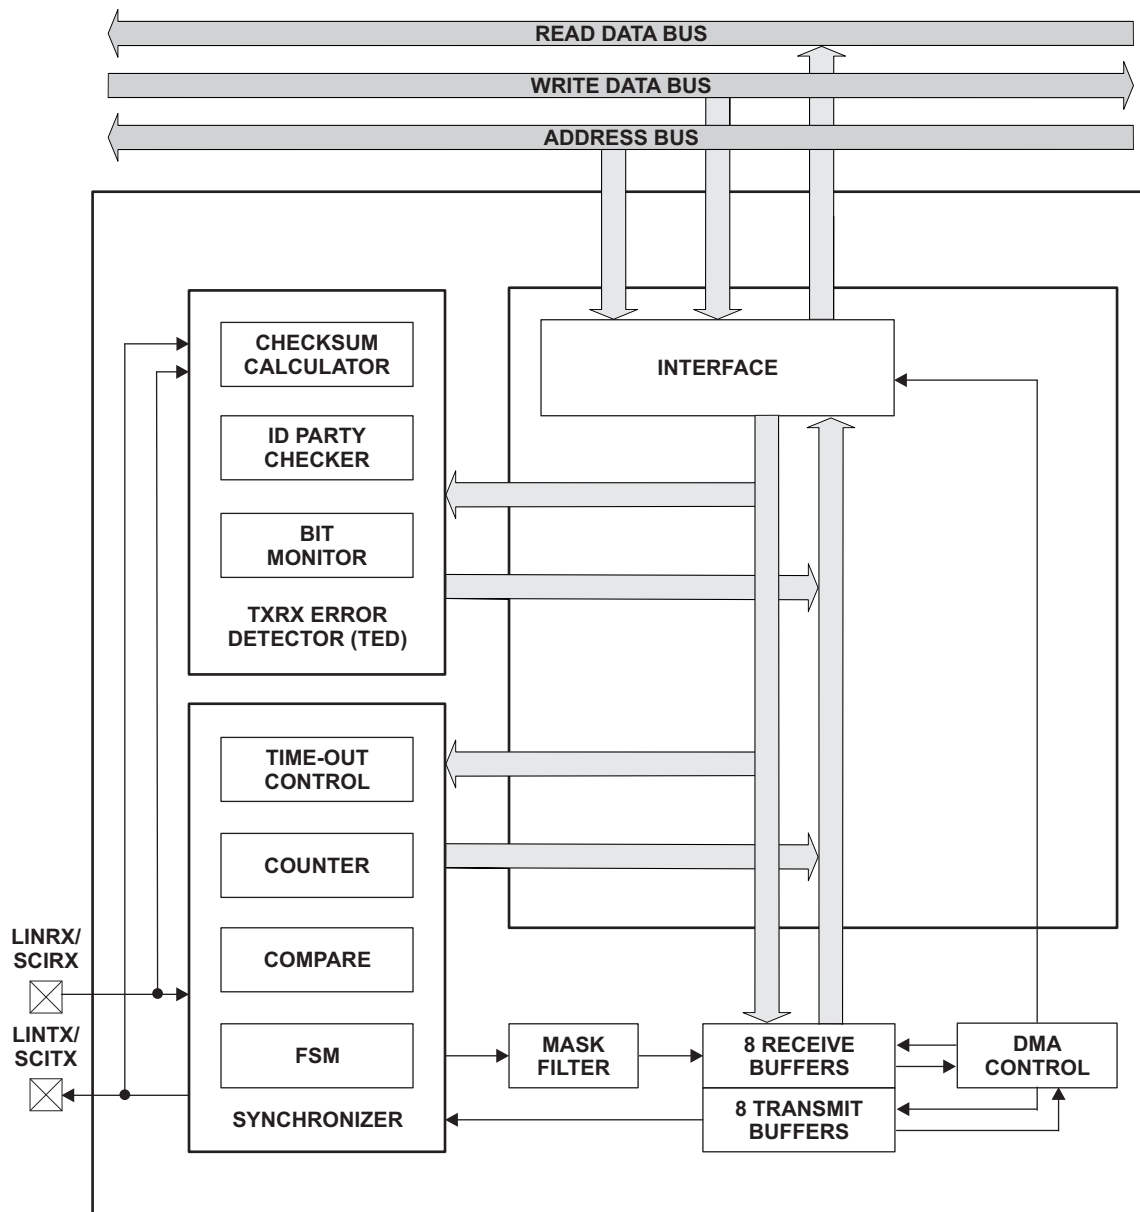 READ DATA BUS
WRITE DATA BUS
ADDRESS BUS
CHECKSUM
CALCULATOR
INTERFACE
ID PARTY
CHECKER
BIT
MONITOR
TXRX ERROR
DETECTOR (TED)
TIME-OUT
CONTROL
COUNTER
COMPARE
LINRX/
SCIRX
LINTX/
SCITX
FSM
SYNCHRONIZER
MASK
FILTER
8 RECEIVE
BUFFERS
8 TRANSMIT
BUFFERS
DMA
CONTROL